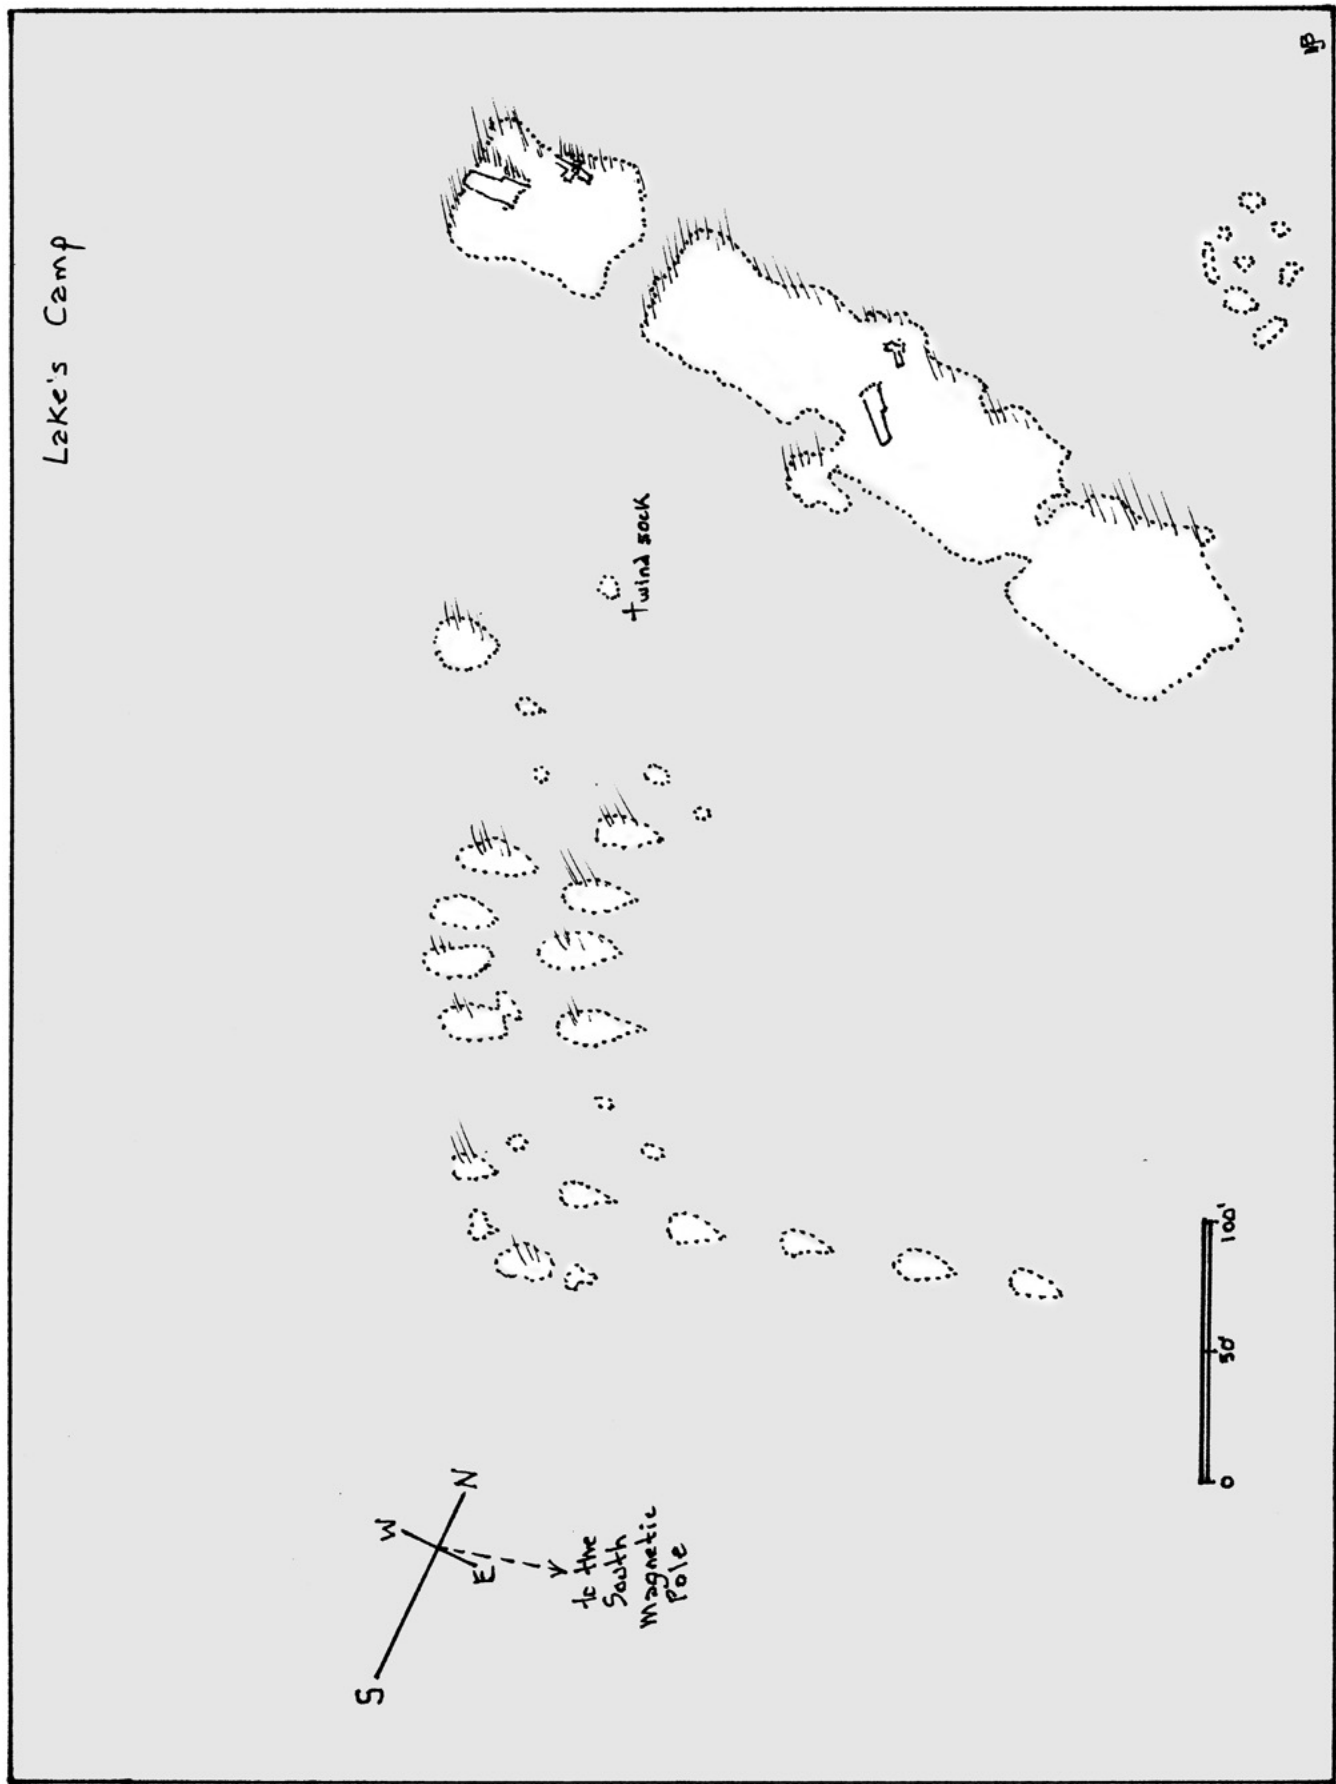 Lake's Camp
wind sock
S
W
N
E
to the
South
Magnetic
Pole
0 50' 100'